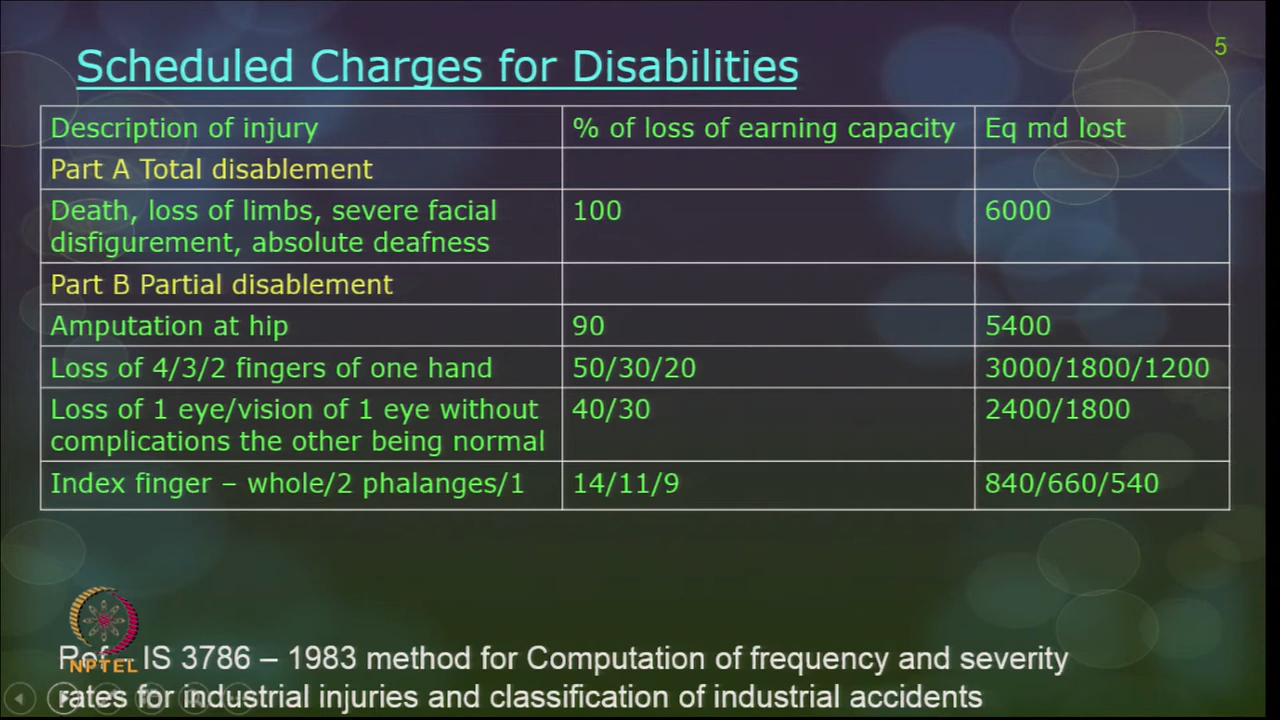 5
Scheduled Charges for Disabilities
Description of injury % of loss of earning capacity Eq md lost
Part A Total disablement
Death, loss of limbs, severe facial 100 6000
disfigurement, absolute deafness
Part B Partial disablement
Amputation at hip 90 5400
Loss of 4/3/2 fingers of one hand 50/30/20 3000/1800/1200
Loss of 1 eye/vision of 1 eye without 40/30 2400/1800
complications the other being normal
Index finger – whole/2 phalanges/1 14/11/9 840/660/540
NPTEL
IS 3786 – 1983 method for Computation of frequency and severity
rates for industrial injuries and classification of industrial accidents